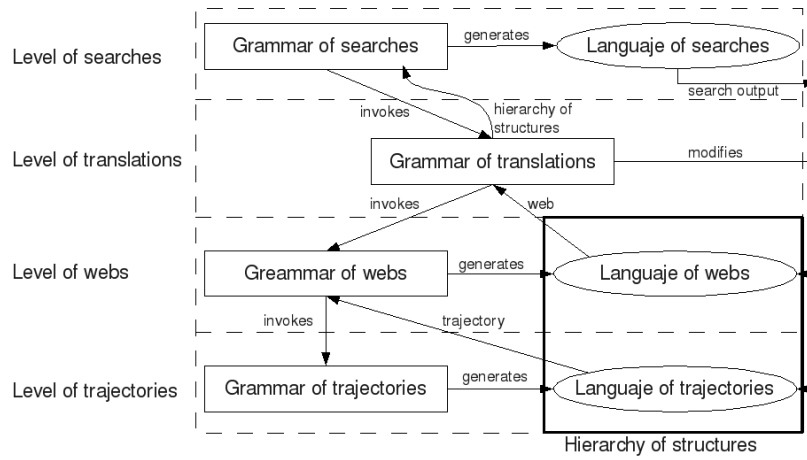 Level of searches
Grammar of searches
generates
Languaje of searches
search output
invokes
hierarchy of
structures
Level of translations
Grammar of translations
modifies
invokes
web
Level of webs
Greammar of webs
generates
Languaje of webs
invokes
trajectory
Level of trajectories
Grammar of trajectories
generates
Languaje of trajectories
Hierarchy of structures